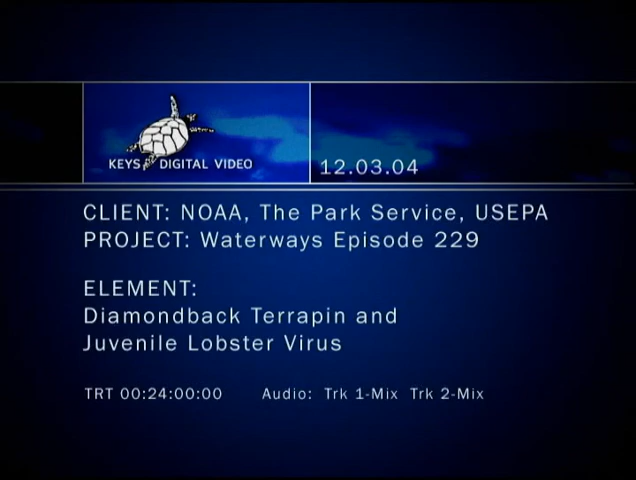 KEYS DIGITAL VIDEO
12.03.04
CLIENT: NOAA, The Park Service, USEPA
PROJECT: Waterways Episode 229
ELEMENT:
Diamondback Terrapin and
Juvenile Lobster Virus
TRT 00:24:00:00 Audio: Trk 1-Mix Trk 2-Mix